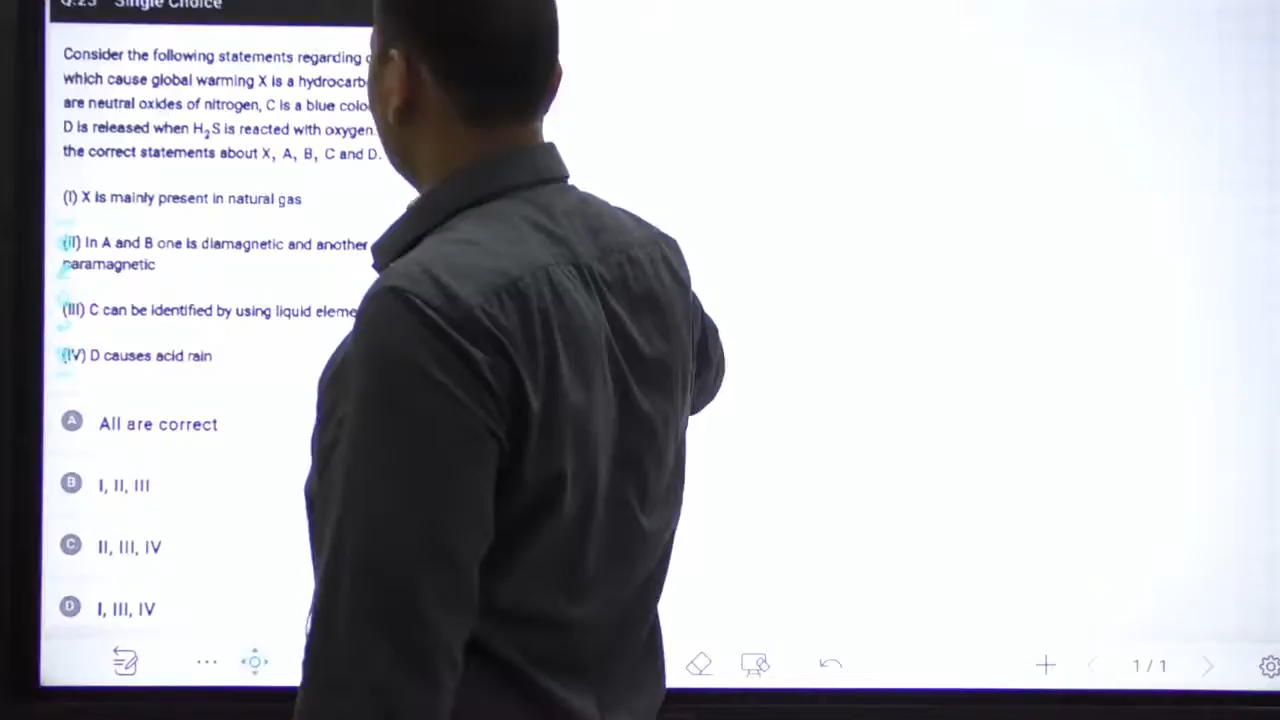 Q.23 Single Choice
Consider the following statements regarding
which cause global warming X is a
are neutral oxides of nitrogen, C is a blue
D is released when H₂S is reacted with oxygen.
the correct statements about X, A, B, C and D.
(I) X is mainly present in natural gas
(II) In A and B one is diamagnetic and another
paramagnetic
(III) C can be identified by using liquid
(IV) D causes acid rain
A All are correct
B I, II, III
C II, III, IV
D I, III, IV
1 / 1